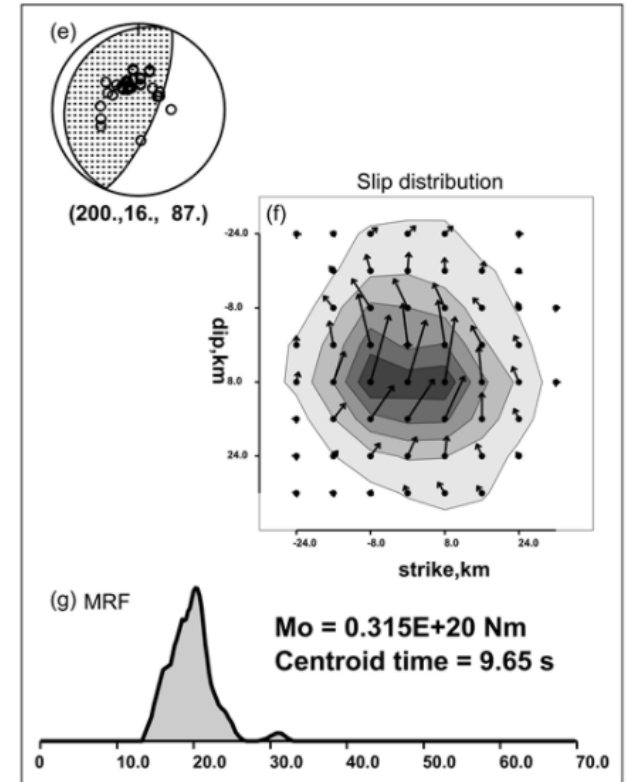 (e)
(200.,16., 87.)
Slip distribution
(f)
-24.0
-8.0
8.0
24.0
dip,km
-24.0 -8.0 8.0 24.0
strike,km
(g) MRF
Mo = 0.315E+20 Nm
Centroid time = 9.65 s
0 10.0 20.0 30.0 40.0 50.0 60.0 70.0